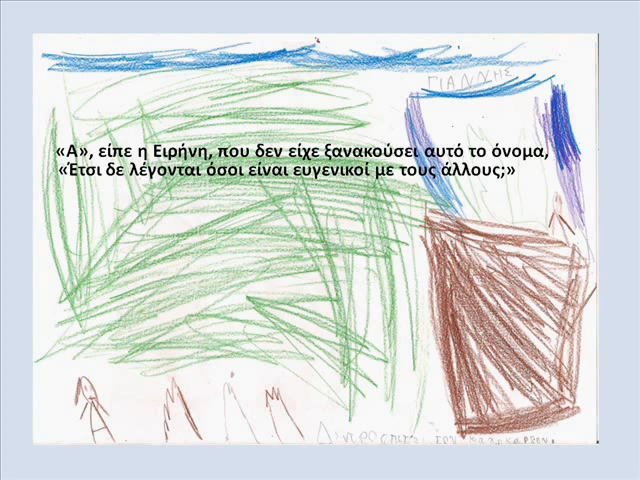 ΓΙΑΝΝΗΣ
«Α», είπε η Ειρήνη, που δεν είχε ξανακούσει αυτό το όνομα,
«Έτσι δε λέγονται όσοι είναι ευγενικοί με τους άλλους;»